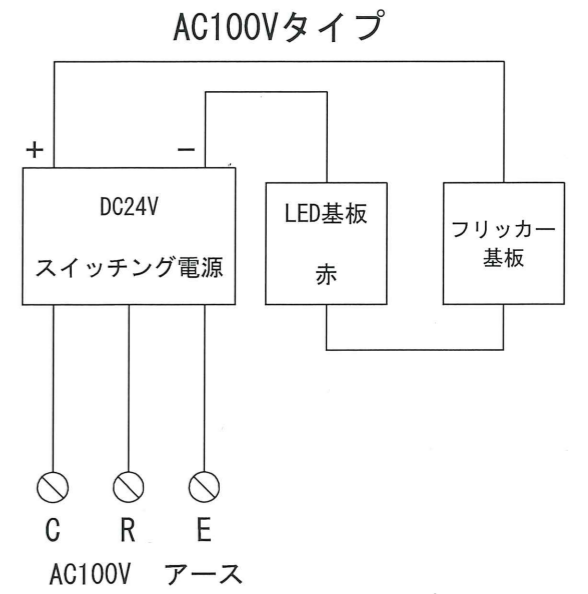 AC100Vタイプ
+ −
DC24V
スイッチング電源
LED基板
赤
フリッカー
基板
C R E
AC100V アース